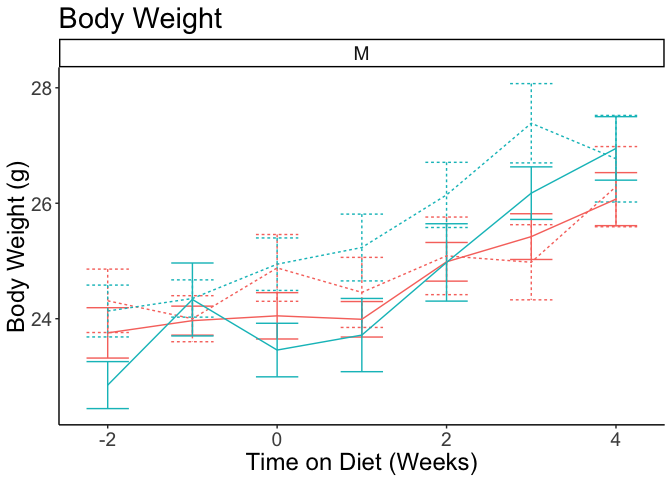 Body Weight
M
28
26
24
Body Weight (g)
-2 0 2 4
Time on Diet (Weeks)